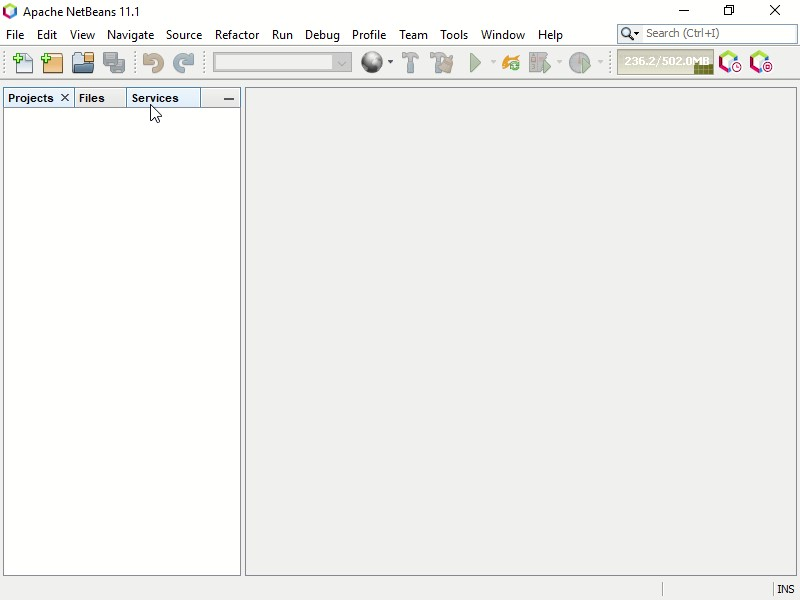 Apache NetBeans 11.1
File Edit View Navigate Source Refactor Run Debug Profile Team Tools Window Help
Search (Ctrl+I)
236.2/502.0MB
Projects Files Services
INS